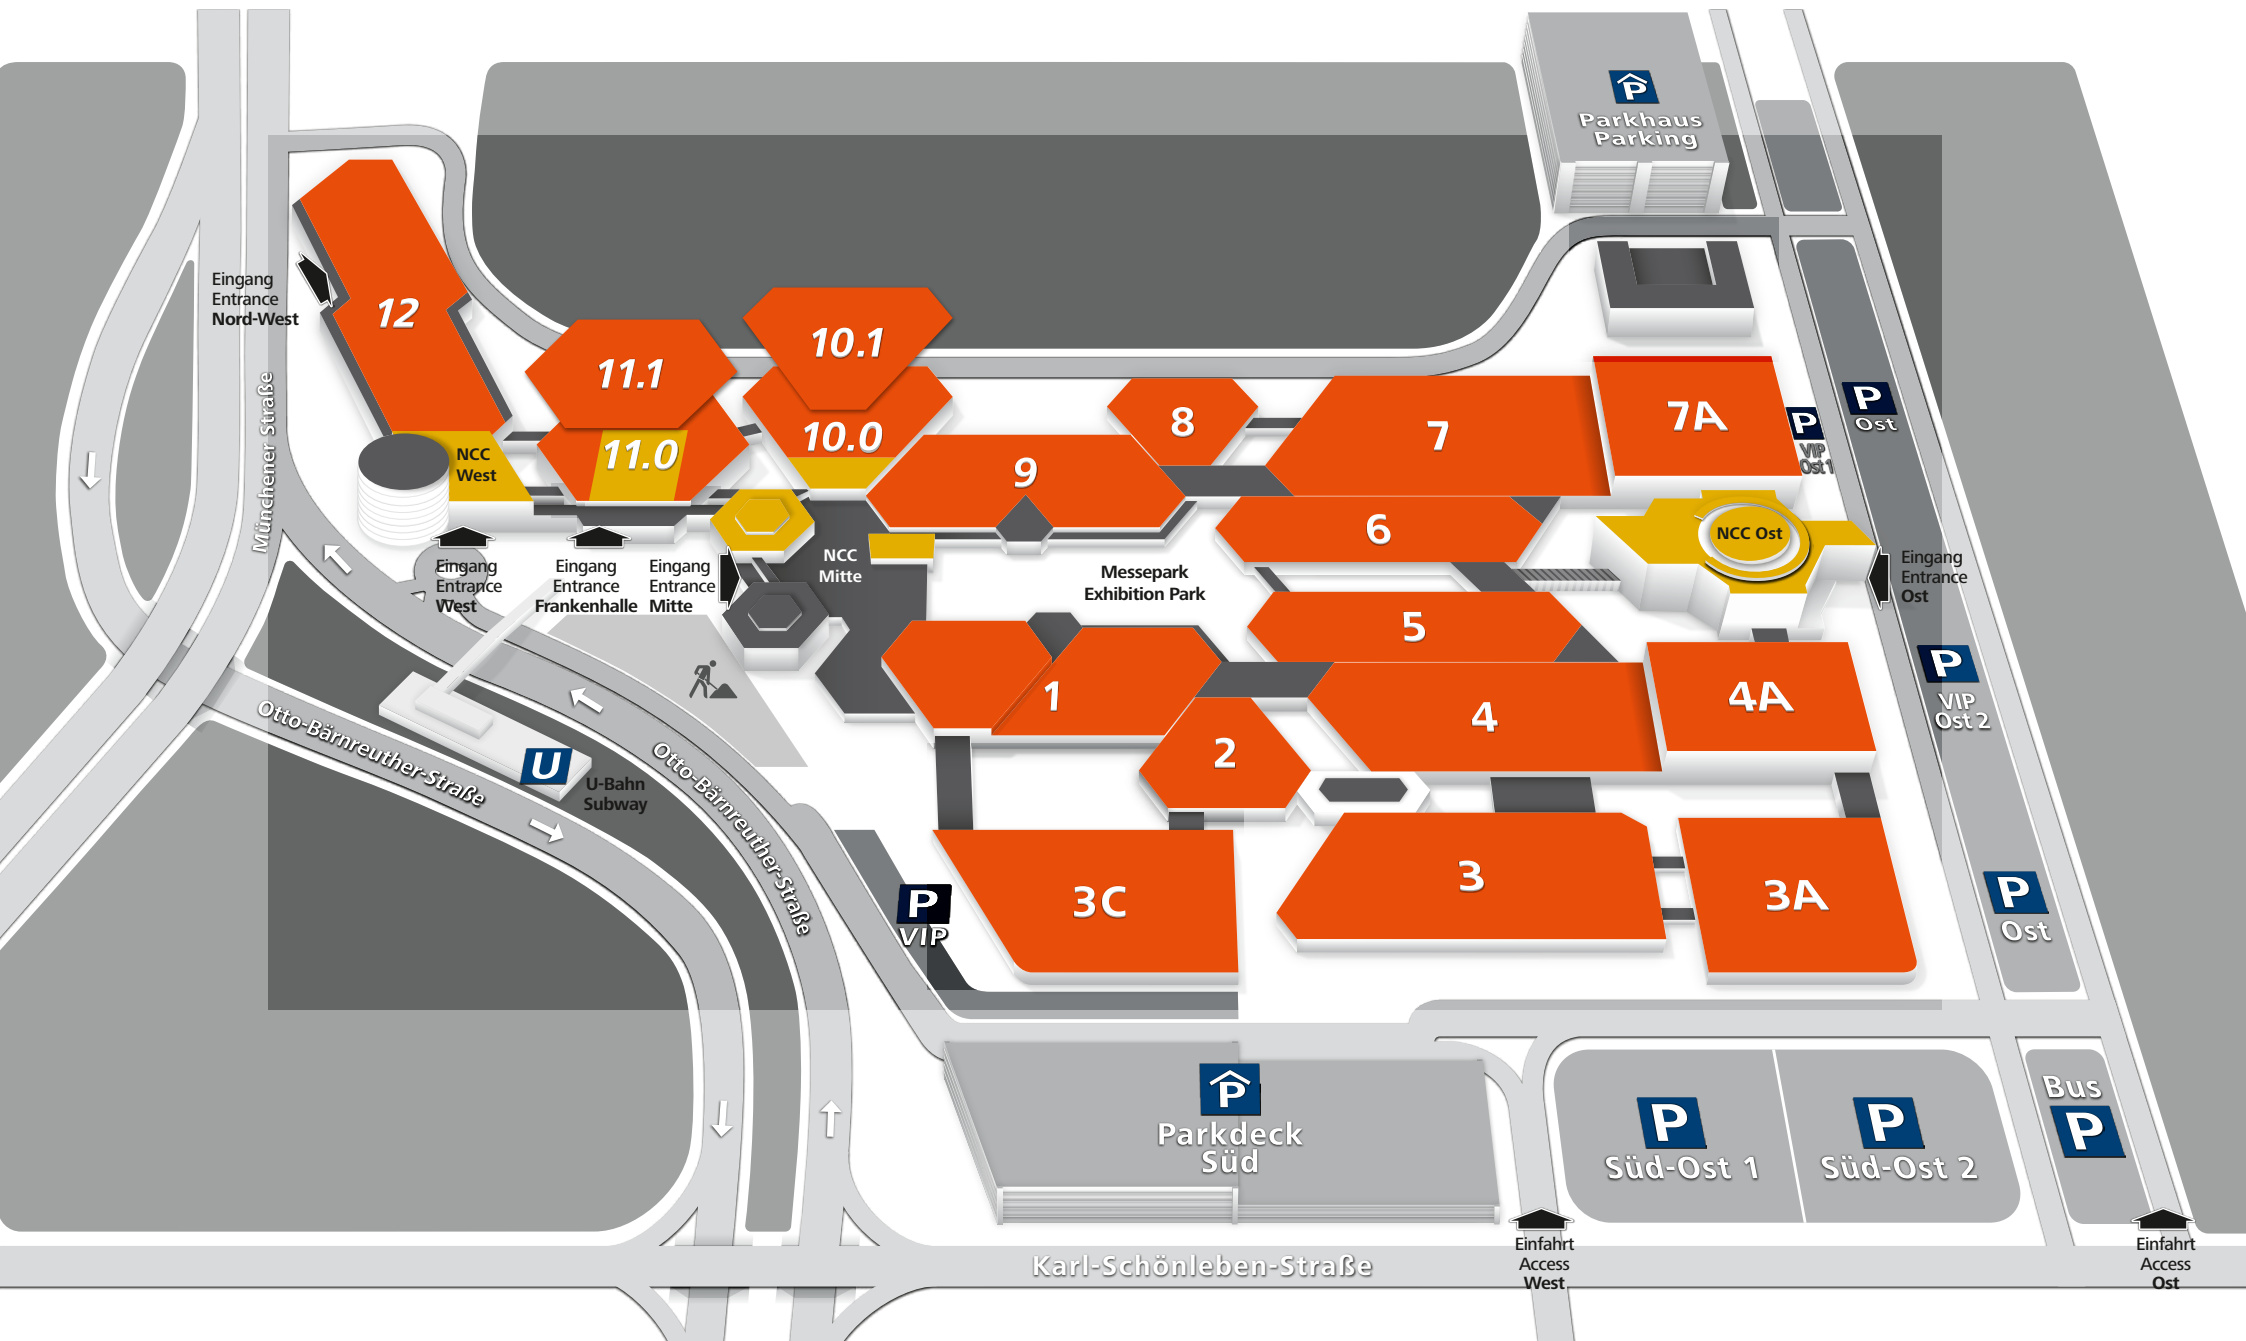 P
Parkhaus
Parking
Eingang
Entrance
Nord-West
12
11.1
10.1
11.0
10.0
NCC
West
9
8
7
7A
P
Ost
P
VIP
Ost 1
6
NCC Ost
Eingang
Entrance
Ost
Münchener Straße
Eingang
Entrance
West
Eingang
Entrance
Frankenhalle
Eingang
Entrance
Mitte
NCC
Mitte
Messepark
Exhibition Park
5
1
2
4
4A
P
VIP
Ost 2
Otto-Bärnreuther-Straße
U
U-Bahn
Subway
Otto-Bärnreuther-Straße
P
VIP
3C
3
3A
P
Ost
P
Parkdeck
Süd
P
Süd-Ost 1
P
Süd-Ost 2
Bus
P
Karl-Schönleben-Straße
Einfahrt
Access
West
Einfahrt
Access
Ost